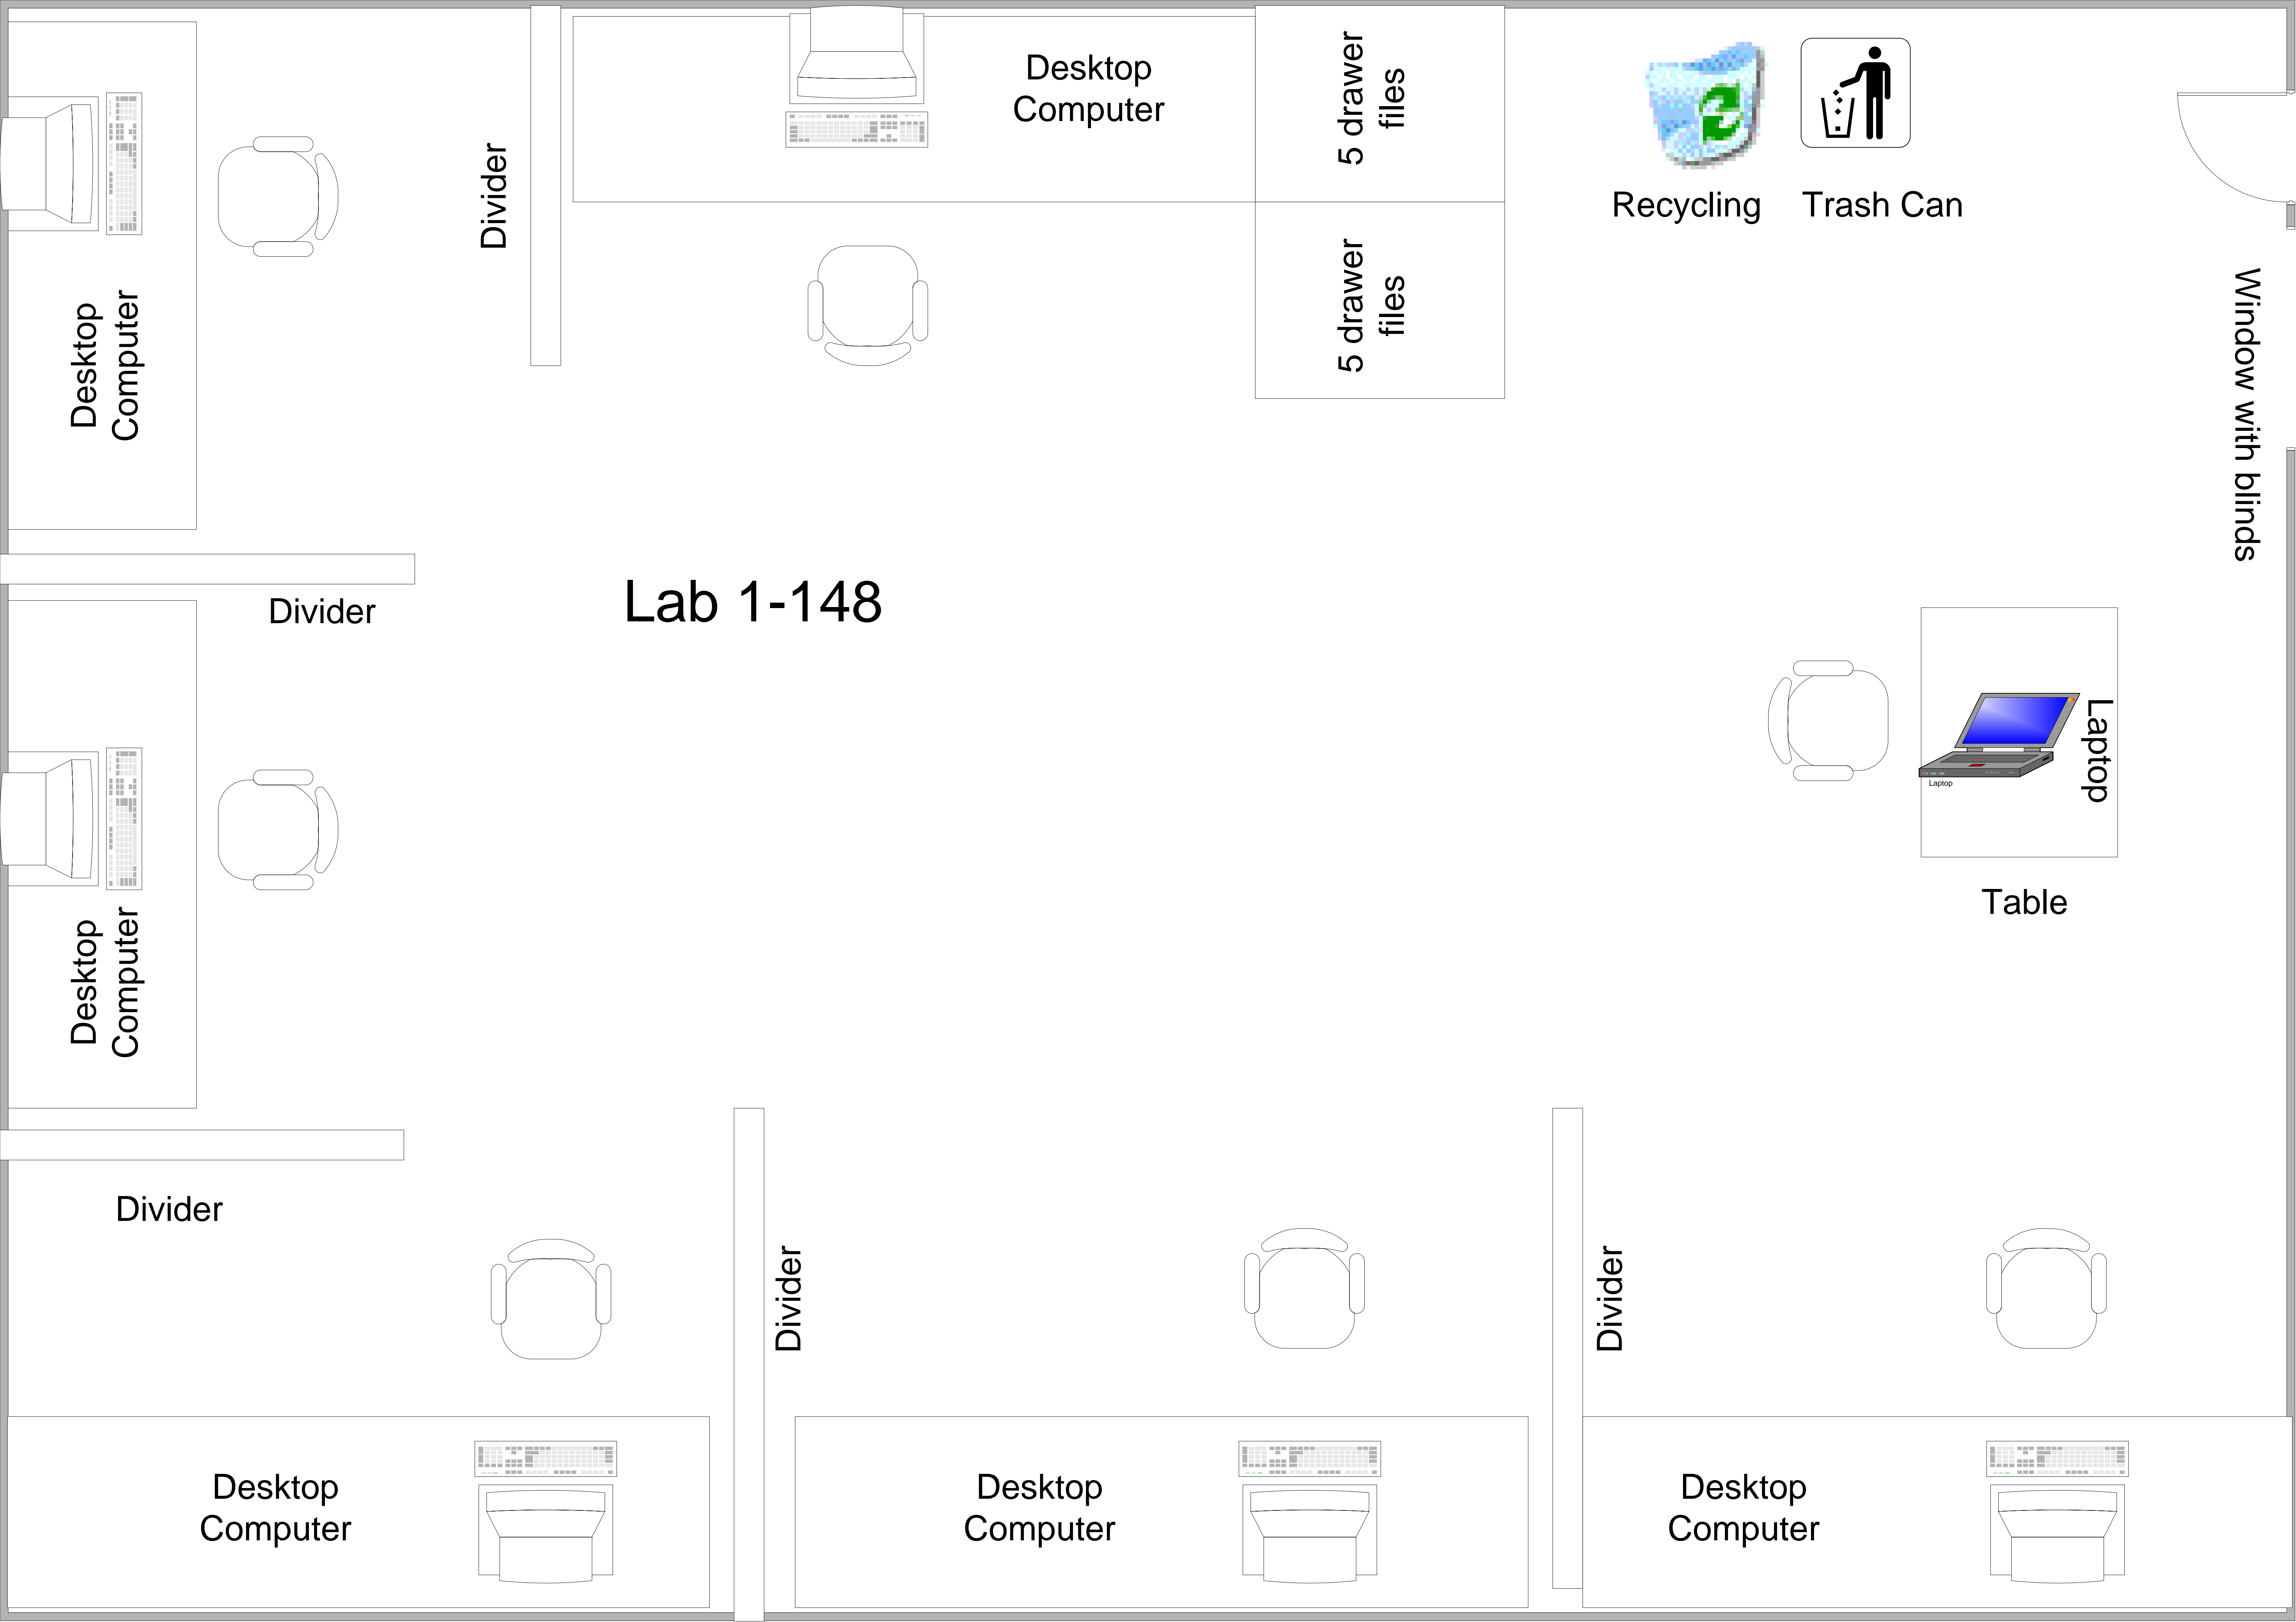 Desktop
Computer
Divider
Desktop
Computer
5 drawer
files
5 drawer
files
Recycling
Trash Can
Window with blinds
Divider
Lab 1-148
Laptop
Laptop
Table
Desktop
Computer
Divider
Divider
Divider
Desktop
Computer
Desktop
Computer
Desktop
Computer